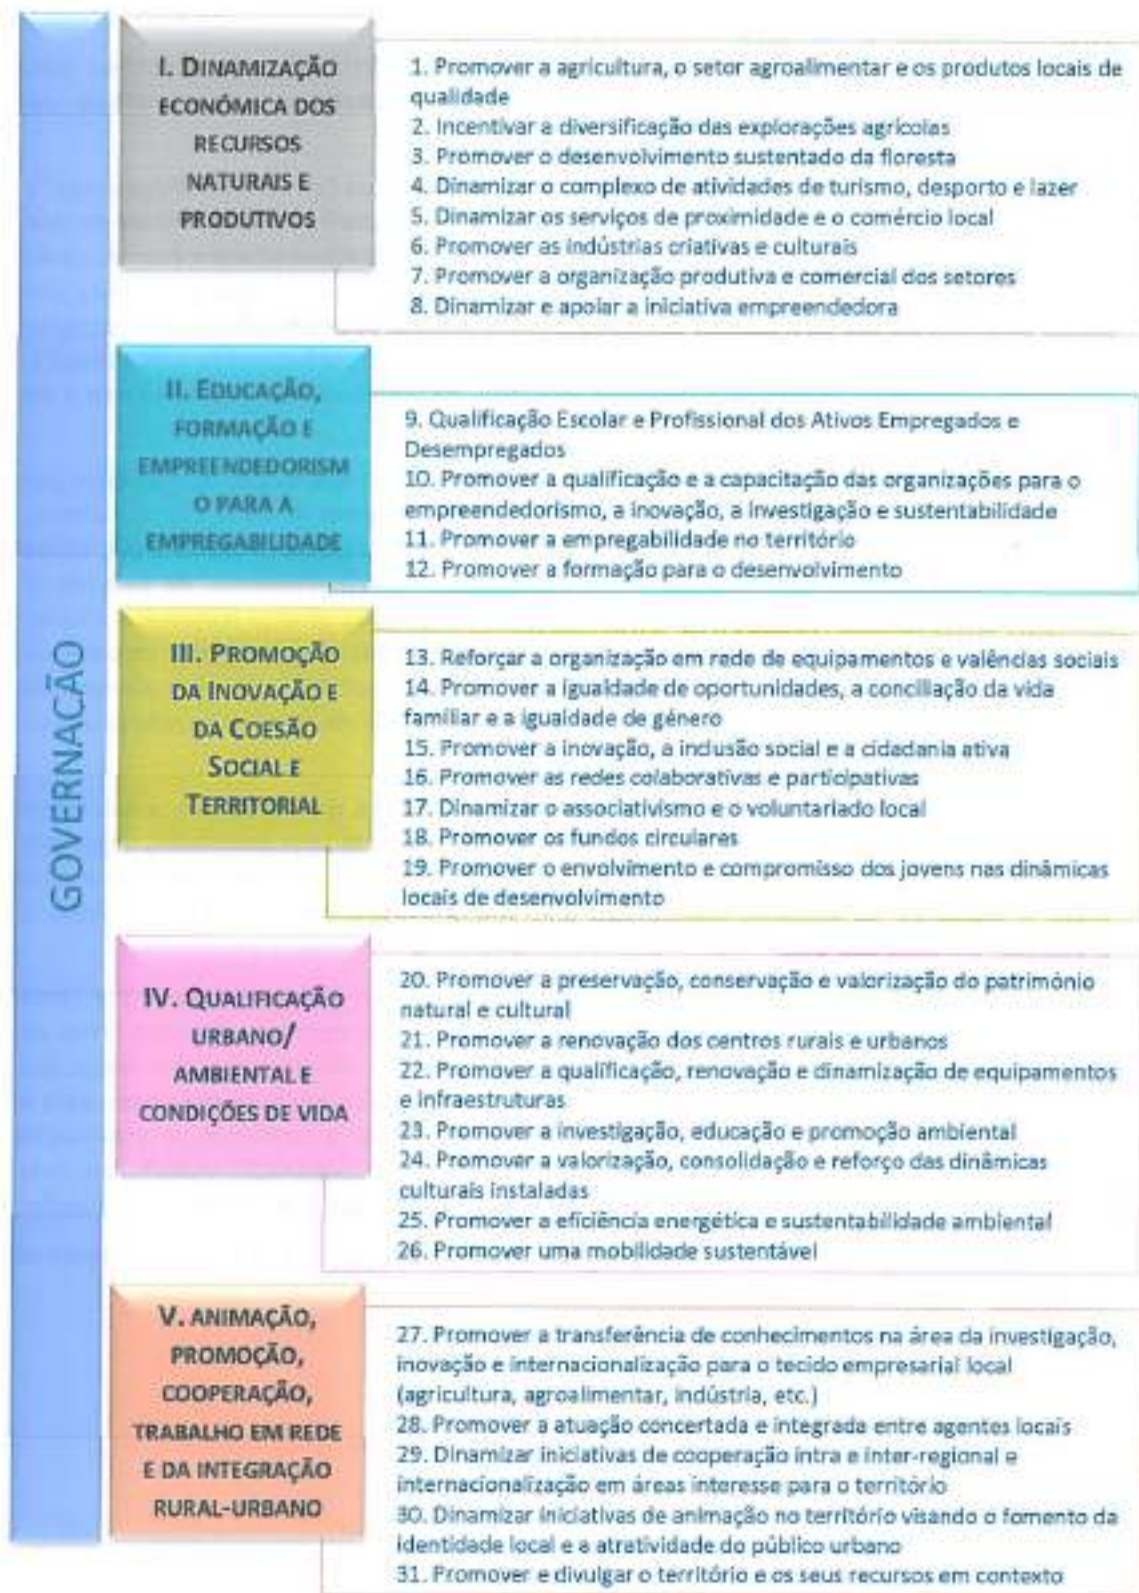 GOVERNAÇÃO
I. DINAMIZAÇÃO
ECONÓMICA DOS
RECURSOS
NATURAIS E
PRODUTIVOS
1. Promover a agricultura, o setor agroalimentar e os produtos locais de
qualidade
2. Incentivar a diversificação das explorações agrícolas
3. Promover o desenvolvimento sustentado da floresta
4. Dinamizar o complexo de atividades de turismo, desporto e lazer
5. Dinamizar os serviços de proximidade e o comércio local
6. Promover as indústrias criativas e culturais
7. Promover a organização produtiva e comercial dos setores
8. Dinamizar e apoiar a iniciativa empreendedora
II. EDUCAÇÃO,
FORMAÇÃO E
EMPREENDEDORISM
O PARA A
EMPREGABILIDADE
9. Qualificação Escolar e Profissional dos Ativos Empregados e
Desempregados
10. Promover a qualificação e a capacitação das organizações para o
empreendedorismo, a inovação, a investigação e sustentabilidade
11. Promover a empregabilidade no território
12. Promover a formação para o desenvolvimento
III. PROMOÇÃO
DA INOVAÇÃO E
DA COESÃO
SOCIAL E
TERRITORIAL
13. Reforçar a organização em rede de equipamentos e valências sociais
14. Promover a igualdade de oportunidades, a conciliação da vida
familiar e a igualdade de género
15. Promover a inovação, a inclusão social e a cidadania ativa
16. Promover as redes colaborativas e participativas
17. Dinamizar o associativismo e o voluntariado local
18. Promover os fundos circulares
19. Promover o envolvimento e compromisso dos jovens nas dinâmicas
locais de desenvolvimento
IV. QUALIFICAÇÃO
URBANO/
AMBIENTAL E
CONDIÇÕES DE VIDA
20. Promover a preservação, conservação e valorização do património
natural e cultural
21. Promover a renovação dos centros rurais e urbanos
22. Promover a qualificação, renovação e dinamização de equipamentos
e infraestruturas
23. Promover a investigação, educação e promoção ambiental
24. Promover a valorização, consolidação e reforço das dinâmicas
culturais instaladas
25. Promover a eficiência energética e sustentabilidade ambiental
26. Promover uma mobilidade sustentável
V. ANIMAÇÃO,
PROMOÇÃO,
COOPERAÇÃO,
TRABALHO EM REDE
E DA INTEGRAÇÃO
RURAL-URBANO
27. Promover a transferência de conhecimentos na área da investigação,
inovação e internacionalização para o tecido empresarial local
(agricultura, agroalimentar, indústria, etc.)
28. Promover a atuação concertada e integrada entre agentes locais
29. Dinamizar iniciativas de cooperação intra e inter-regional e
internacionalização em áreas interesse para o território
30. Dinamizar iniciativas de animação no território visando o fomento da
identidade local e a atratividade do público urbano
31. Promover e divulgar o território e os seus recursos em contexto